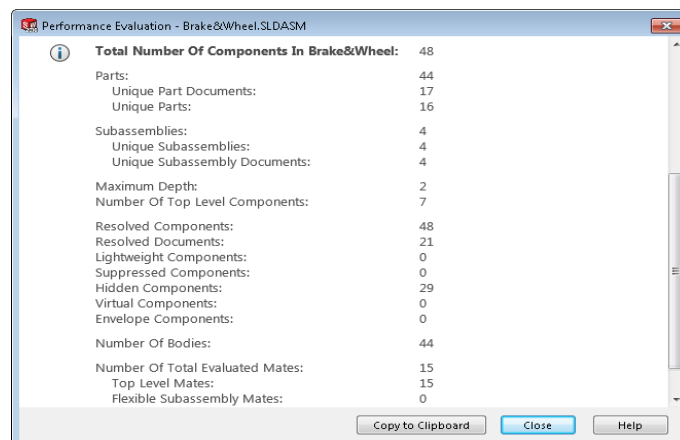 Performance Evaluation - Brake&Wheel.SLDASM
Total Number Of Components In Brake&Wheel: 48
Parts: 44
Unique Part Documents: 17
Unique Parts: 16
Subassemblies: 4
Unique Subassemblies: 4
Unique Subassembly Documents: 4
Maximum Depth: 2
Number Of Top Level Components: 7
Resolved Components: 48
Resolved Documents: 21
Lightweight Components: 0
Suppressed Components: 0
Hidden Components: 29
Virtual Components: 0
Envelope Components: 0
Number Of Bodies: 44
Number Of Total Evaluated Mates: 15
Top Level Mates: 15
Flexible Subassembly Mates: 0
Copy to Clipboard Close Help